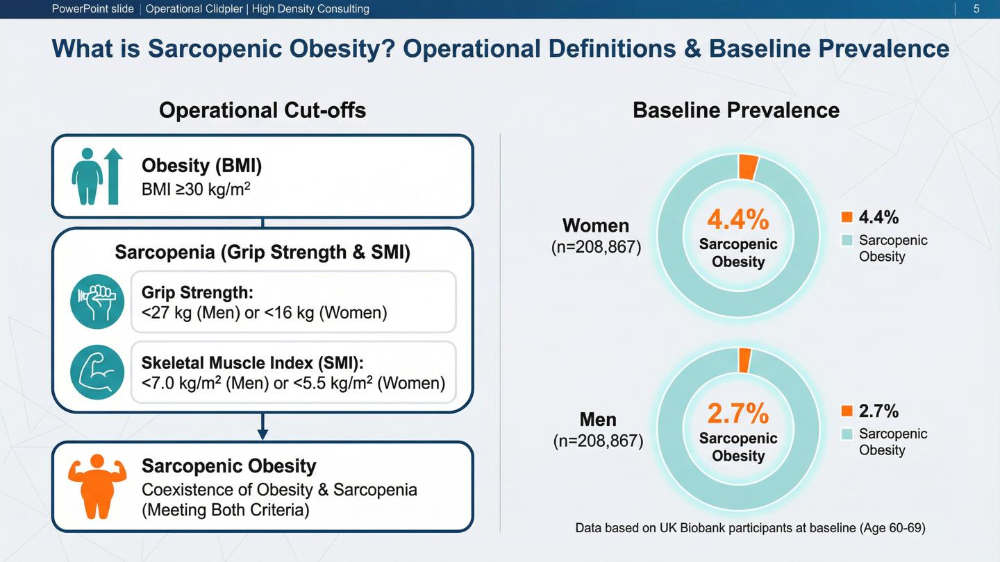 PowerPoint slide | Operational Clidpler | High Density Consulting
5
What is Sarcopenic Obesity? Operational Definitions & Baseline Prevalence
Operational Cut-offs
Obesity (BMI)
BMI ≥30 kg/m²
Sarcopenia (Grip Strength & SMI)
Grip Strength:
<27 kg (Men) or <16 kg (Women)
Skeletal Muscle Index (SMI):
<7.0 kg/m² (Men) or <5.5 kg/m² (Women)
Sarcopenic Obesity
Coexistence of Obesity & Sarcopenia
(Meeting Both Criteria)
Baseline Prevalence
Women
(n=208,867)
4.4%
Sarcopenic
Obesity
4.4%
Sarcopenic
Obesity
Men
(n=208,867)
2.7%
Sarcopenic
Obesity
2.7%
Sarcopenic
Obesity
Data based on UK Biobank participants at baseline (Age 60-69)